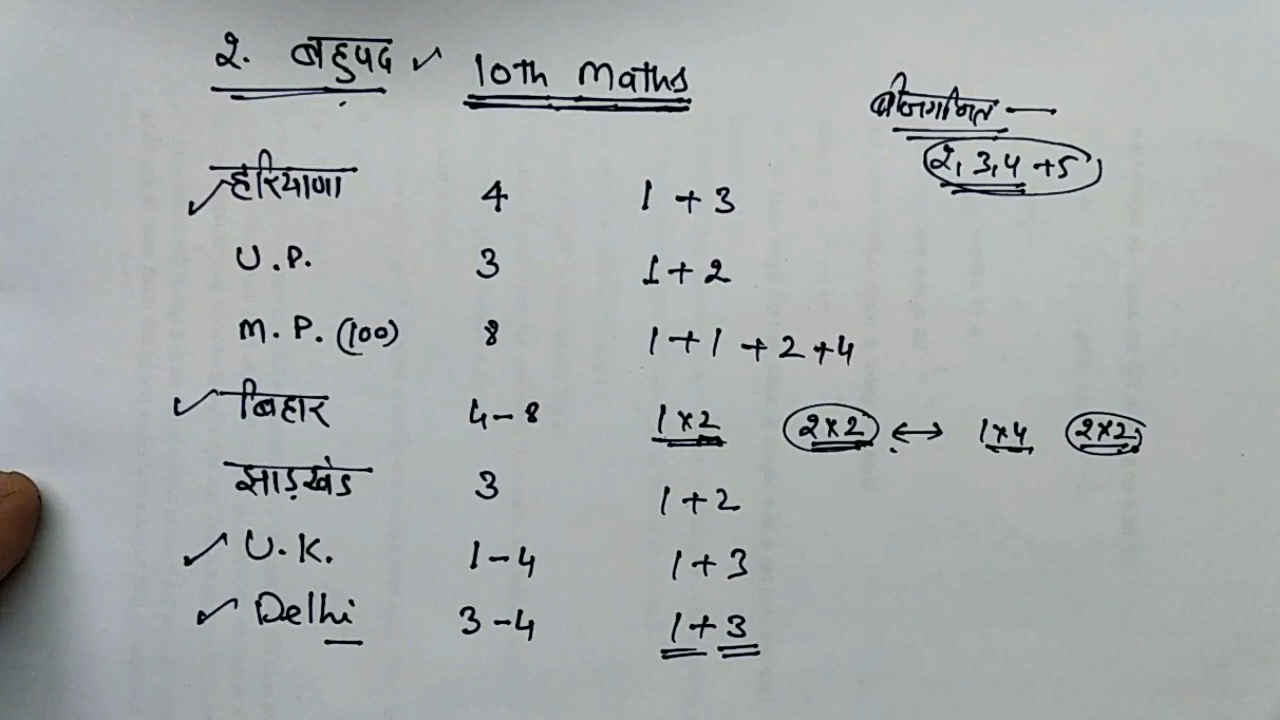 २. बहुपद ✓ 10th Maths
बीजगणित —
2, 3, 4 + 5
✓ हरियाणा 4 1 + 3
U.P. 3 1 + 2
M.P. (100) 8 1 + 1 + 2 + 4
✓ बिहार 4 - 8 1 × 2 2 × 2 ↔ 1 × 4 2 × 2
झाड़खंड 3 1 + 2
✓ U.K. 1 - 4 1 + 3
✓ Delhi 3 - 4 1 + 3